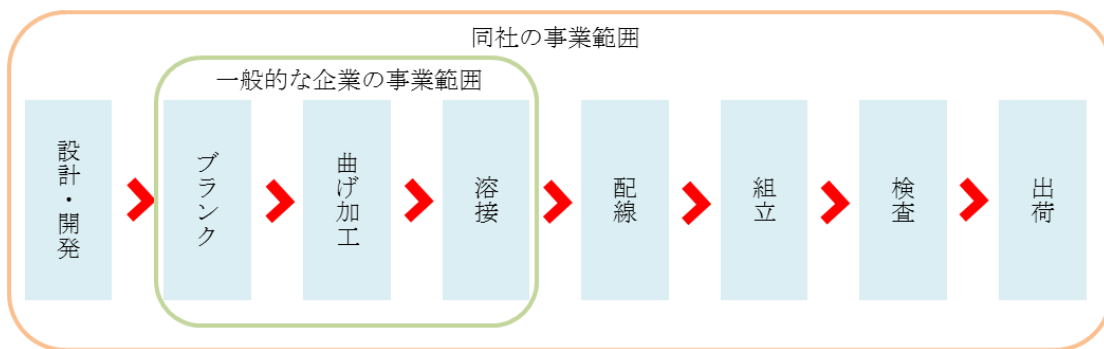 同社の事業範囲
一般的な企業の事業範囲
設計・開発
ブランク
曲げ加工
溶接
配線
組立
検査
出荷